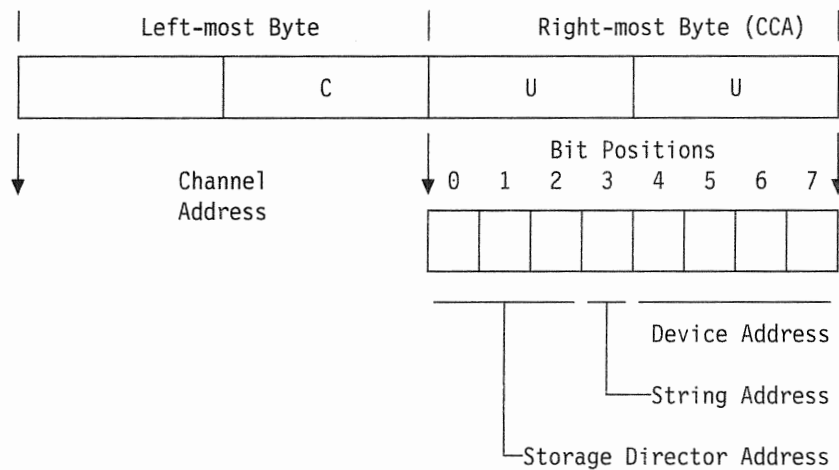 Left-most Byte Right-most Byte (CCA)
C U U
Bit Positions
Channel 0 1 2 3 4 5 6 7
Address
Device Address
String Address
Storage Director Address